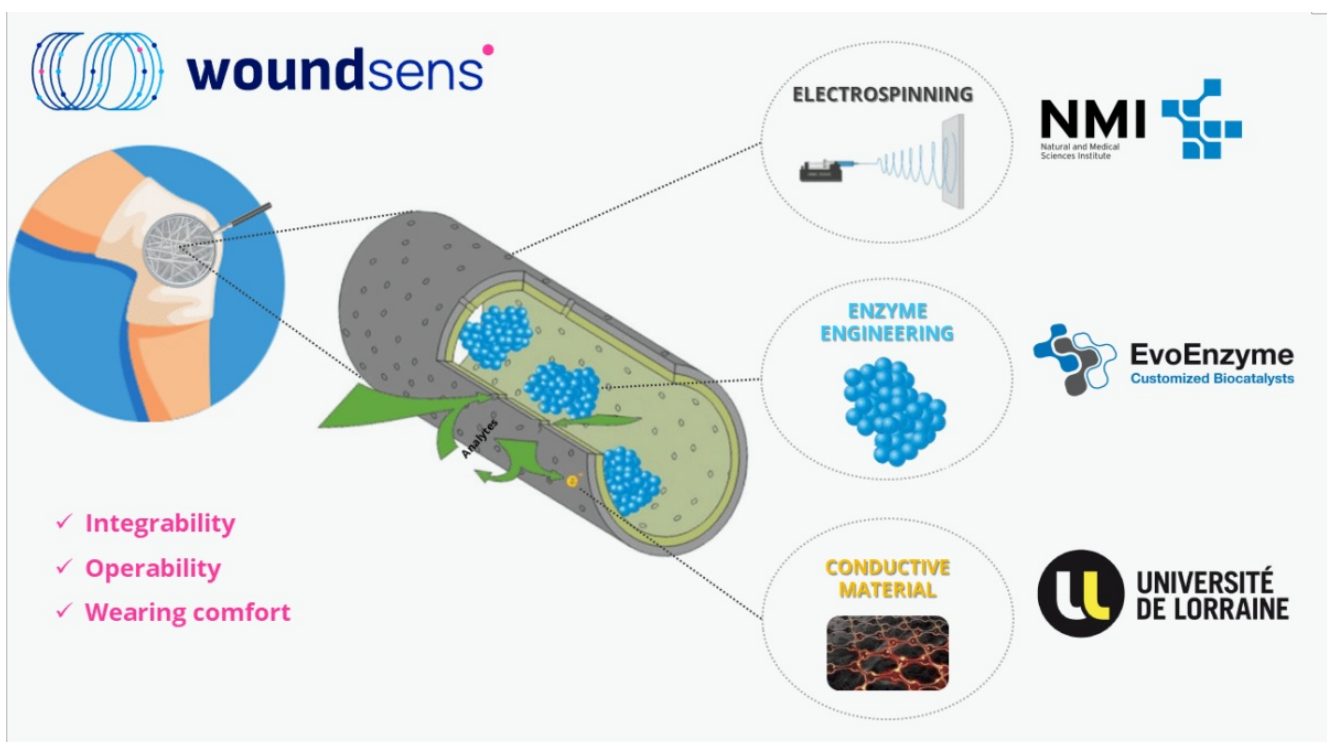 woundsens
ELECTROSPINNING
NMI
Natural and Medical
Sciences Institute
ENZYME
ENGINEERING
EvoEnzyme
Customized Biocatalysts
Analytes
✓ Integrability
✓ Operability
✓ Wearing comfort
CONDUCTIVE
MATERIAL
UNIVERSITÉ
DE LORRAINE